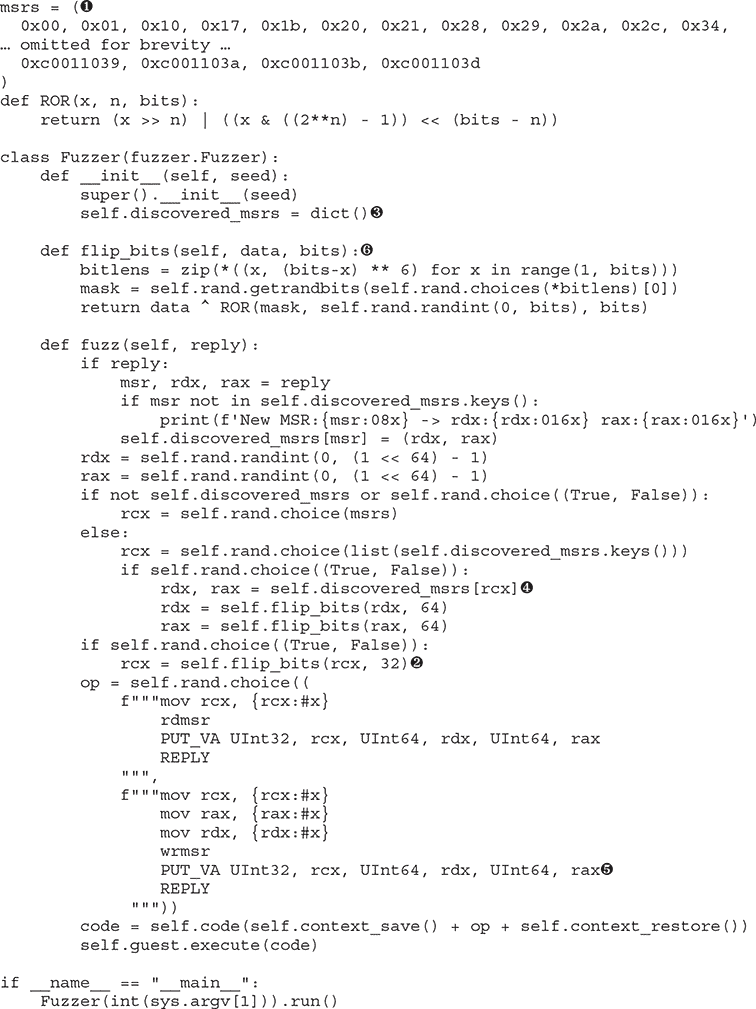 msrs = (❶
  0x00, 0x01, 0x10, 0x17, 0x1b, 0x20, 0x21, 0x28, 0x29, 0x2a, 0x2c, 0x34,
… omitted for brevity …
  0xc0011039, 0xc001103a, 0xc001103b, 0xc001103d
)
def ROR(x, n, bits):
    return (x >> n) | ((x & ((2**n) - 1)) << (bits - n))

class Fuzzer(fuzzer.Fuzzer):
    def __init__(self, seed):
        super().__init__(seed)
        self.discovered_msrs = dict()❸

    def flip_bits(self, data, bits):❻
        bitlens = zip(*((x, (bits-x) ** 6) for x in range(1, bits)))
        mask = self.rand.getrandbits(self.rand.choices(*bitlens)[0])
        return data ^ ROR(mask, self.rand.randint(0, bits), bits)

    def fuzz(self, reply):
        if reply:
            msr, rdx, rax = reply
            if msr not in self.discovered_msrs.keys():
                print(f'New MSR:{msr:08x} -> rdx:{rdx:016x} rax:{rax:016x}')
            self.discovered_msrs[msr] = (rdx, rax)
        rdx = self.rand.randint(0, (1 << 64) - 1)
        rax = self.rand.randint(0, (1 << 64) - 1)
        if not self.discovered_msrs or self.rand.choice((True, False)):
            rcx = self.rand.choice(msrs)
        else:
            rcx = self.rand.choice(list(self.discovered_msrs.keys()))
            if self.rand.choice((True, False)):
                rdx, rax = self.discovered_msrs[rcx]❹
                rdx = self.flip_bits(rdx, 64)
                rax = self.flip_bits(rax, 64)
        if self.rand.choice((True, False)):
            rcx = self.flip_bits(rcx, 32)❷
        op = self.rand.choice((
            f"""mov rcx, {rcx:#x}
                rdmsr
                PUT_VA UInt32, rcx, UInt64, rdx, UInt64, rax
                REPLY
            """,
            f"""mov rcx, {rcx:#x}
                mov rax, {rax:#x}
                mov rdx, {rdx:#x}
                wrmsr
                PUT_VA UInt32, rcx, UInt64, rdx, UInt64, rax❺
                REPLY
             """))
        code = self.code(self.context_save() + op + self.context_restore())
        self.guest.execute(code)

if __name__ == "__main__":
    Fuzzer(int(sys.argv[1])).run()